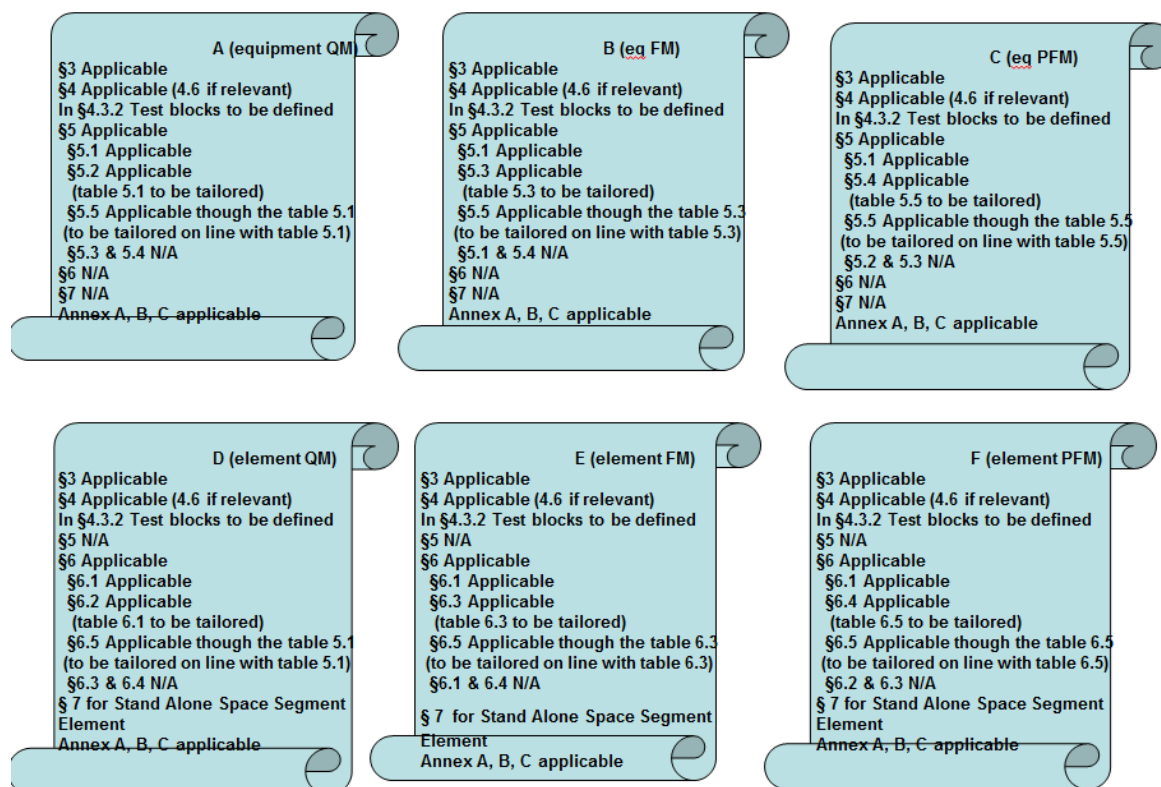 A (equipment QM)
§3 Applicable
§4 Applicable (4.6 if relevant)
In §4.3.2 Test blocks to be defined
§5 Applicable
§5.1 Applicable
§5.2 Applicable
(table 5.1 to be tailored)
§5.5 Applicable though the table 5.1
(to be tailored on line with table 5.1)
§5.3 & 5.4 N/A
§6 N/A
§7 N/A
Annex A, B, C applicable
B (eq FM)
§3 Applicable
§4 Applicable (4.6 if relevant)
In §4.3.2 Test blocks to be defined
§5 Applicable
§5.1 Applicable
§5.3 Applicable
(table 5.3 to be tailored)
§5.5 Applicable though the table 5.3
(to be tailored on line with table 5.3)
§5.1 & 5.4 N/A
§6 N/A
§7 N/A
Annex A, B, C applicable
C (eq PFM)
§3 Applicable
§4 Applicable (4.6 if relevant)
In §4.3.2 Test blocks to be defined
§5 Applicable
§5.1 Applicable
§5.4 Applicable
(table 5.5 to be tailored)
§5.5 Applicable though the table 5.5
(to be tailored on line with table 5.5)
§5.2 & 5.3 N/A
§6 N/A
§7 N/A
Annex A, B, C applicable
D (element QM)
§3 Applicable
§4 Applicable (4.6 if relevant)
In §4.3.2 Test blocks to be defined
§5 N/A
§6 Applicable
§6.1 Applicable
§6.2 Applicable
(table 6.1 to be tailored)
§6.5 Applicable though the table 5.1
(to be tailored on line with table 5.1)
§6.3 & 6.4 N/A
§ 7 for Stand Alone Space Segment
Element
Annex A, B, C applicable
E (element FM)
§3 Applicable
§4 Applicable (4.6 if relevant)
In §4.3.2 Test blocks to be defined
§5 N/A
§6 Applicable
§6.1 Applicable
§6.3 Applicable
(table 6.3 to be tailored)
§6.5 Applicable though the table 6.3
(to be tailored on line with table 6.3)
§6.1 & 6.4 N/A
§ 7 for Stand Alone Space Segment
Element
Annex A, B, C applicable
F (element PFM)
§3 Applicable
§4 Applicable (4.6 if relevant)
In §4.3.2 Test blocks to be defined
§5 N/A
§6 Applicable
§6.1 Applicable
§6.4 Applicable
(table 6.5 to be tailored)
§6.5 Applicable though the table 6.5
(to be tailored on line with table 6.5)
§6.2 & 6.3 N/A
§ 7 for Stand Alone Space Segment
Element
Annex A, B, C applicable